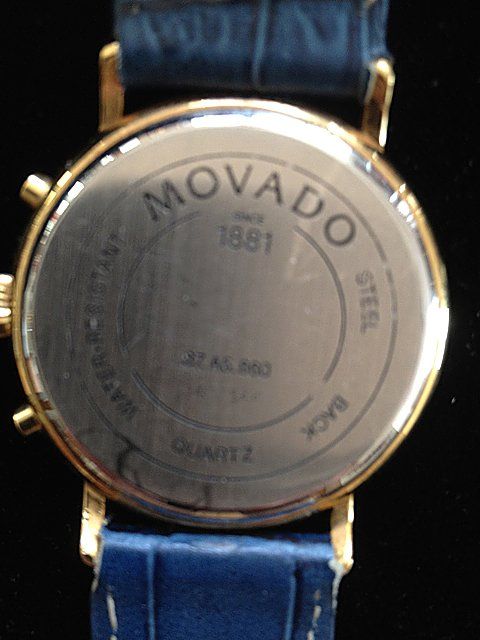 MOVADO
SINCE
1881
STEEL
BACK
QUARTZ
WATER-RESISTANT